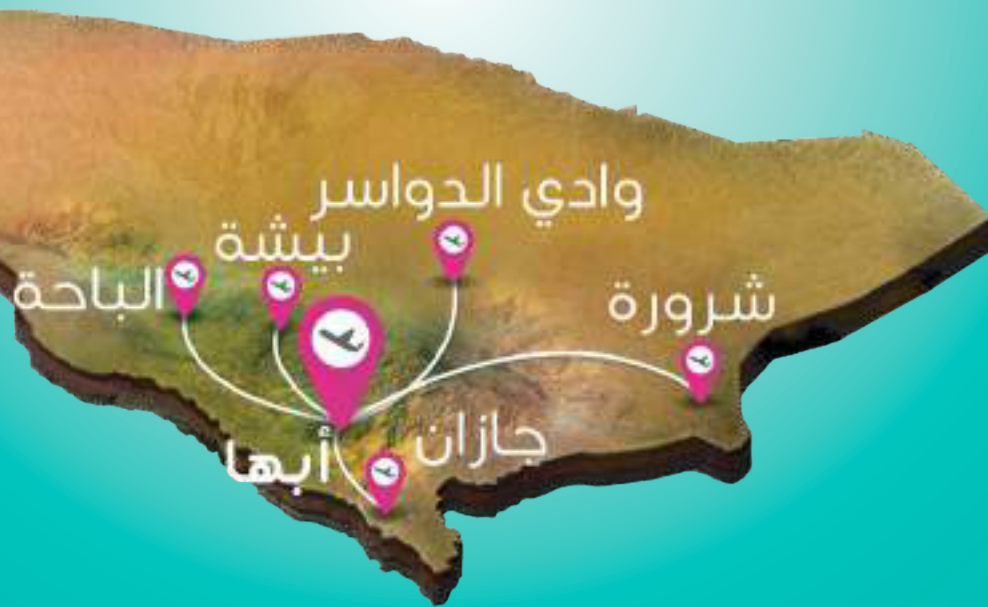 وادي الدواسر
بيشة
الباحة
شرورة
جازان
أبها